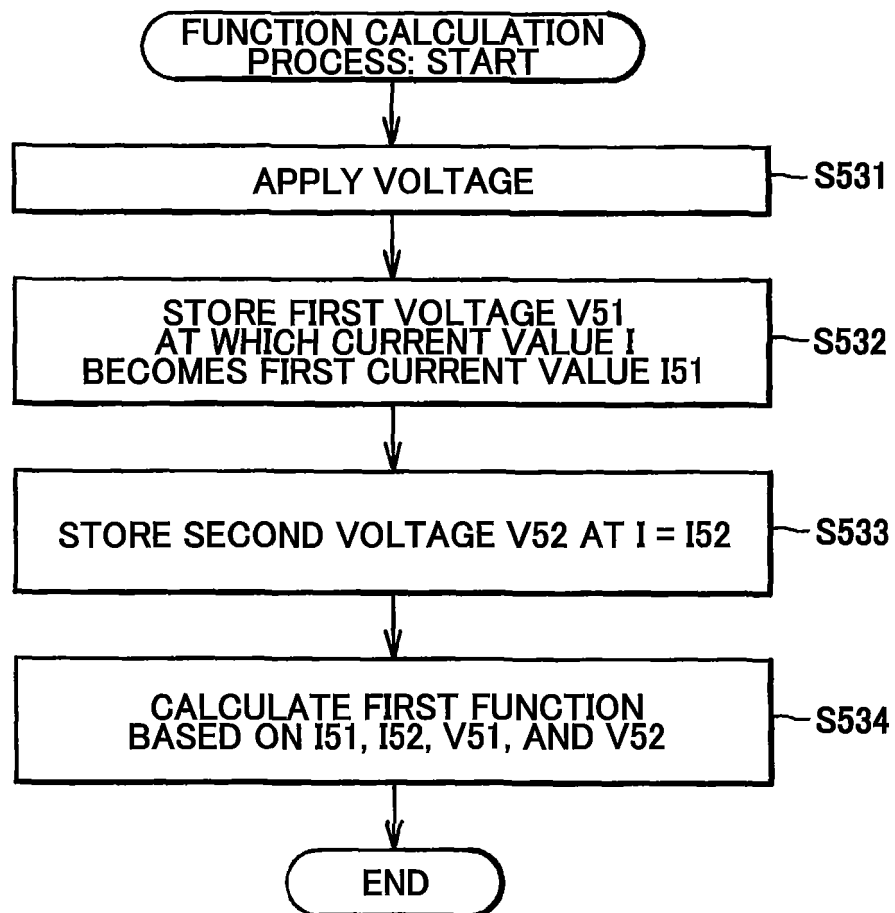 FUNCTION CALCULATION
PROCESS: START
APPLY VOLTAGE
S531
STORE FIRST VOLTAGE V51
AT WHICH CURRENT VALUE I
BECOMES FIRST CURRENT VALUE I51
S532
STORE SECOND VOLTAGE V52 AT I = I52
S533
CALCULATE FIRST FUNCTION
BASED ON I51, I52, V51, AND V52
S534
END